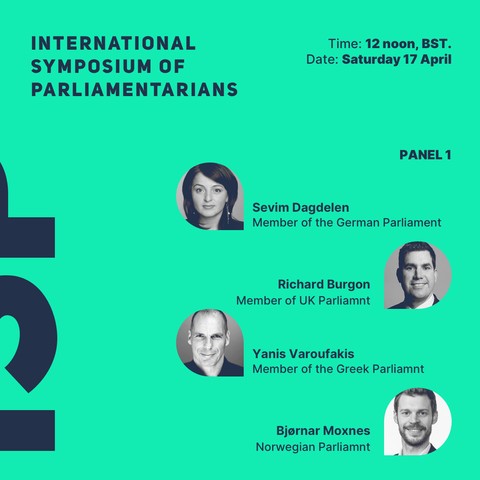 INTERNATIONAL
SYMPOSIUM OF
PARLIAMENTARIANS
Time: 12 noon, BST.
Date: Saturday 17 April
PANEL 1
Sevim Dagdelen
Member of the German Parliament
Richard Burgon
Member of UK Parliamnt
Yanis Varoufakis
Member of the Greek Parliamnt
Bjørnar Moxnes
Norwegian Parliamnt
ISP